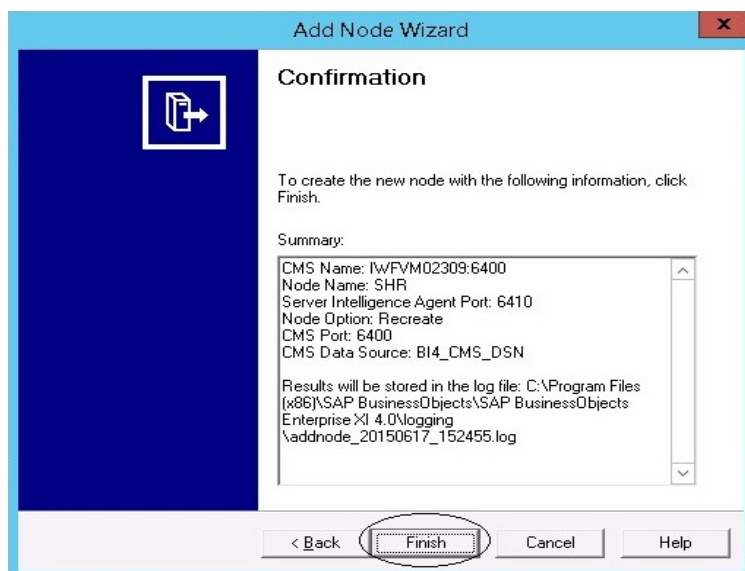 Add Node Wizard
x
Confirmation
To create the new node with the following information, click
Finish.
Summary:
CMS Name: IWFVM02309:6400
Node Name: SHR
Server Intelligence Agent Port: 6410
Node Option: Recreate
CMS Port: 6400
CMS Data Source: BI4_CMS_DSN
Results will be stored in the log file: C:\Program Files
(x86)\SAP BusinessObjects\SAP BusinessObjects
Enterprise XI 4.0\logging
\addnode_20150617_152455.log
< Back
Finish
Cancel
Help